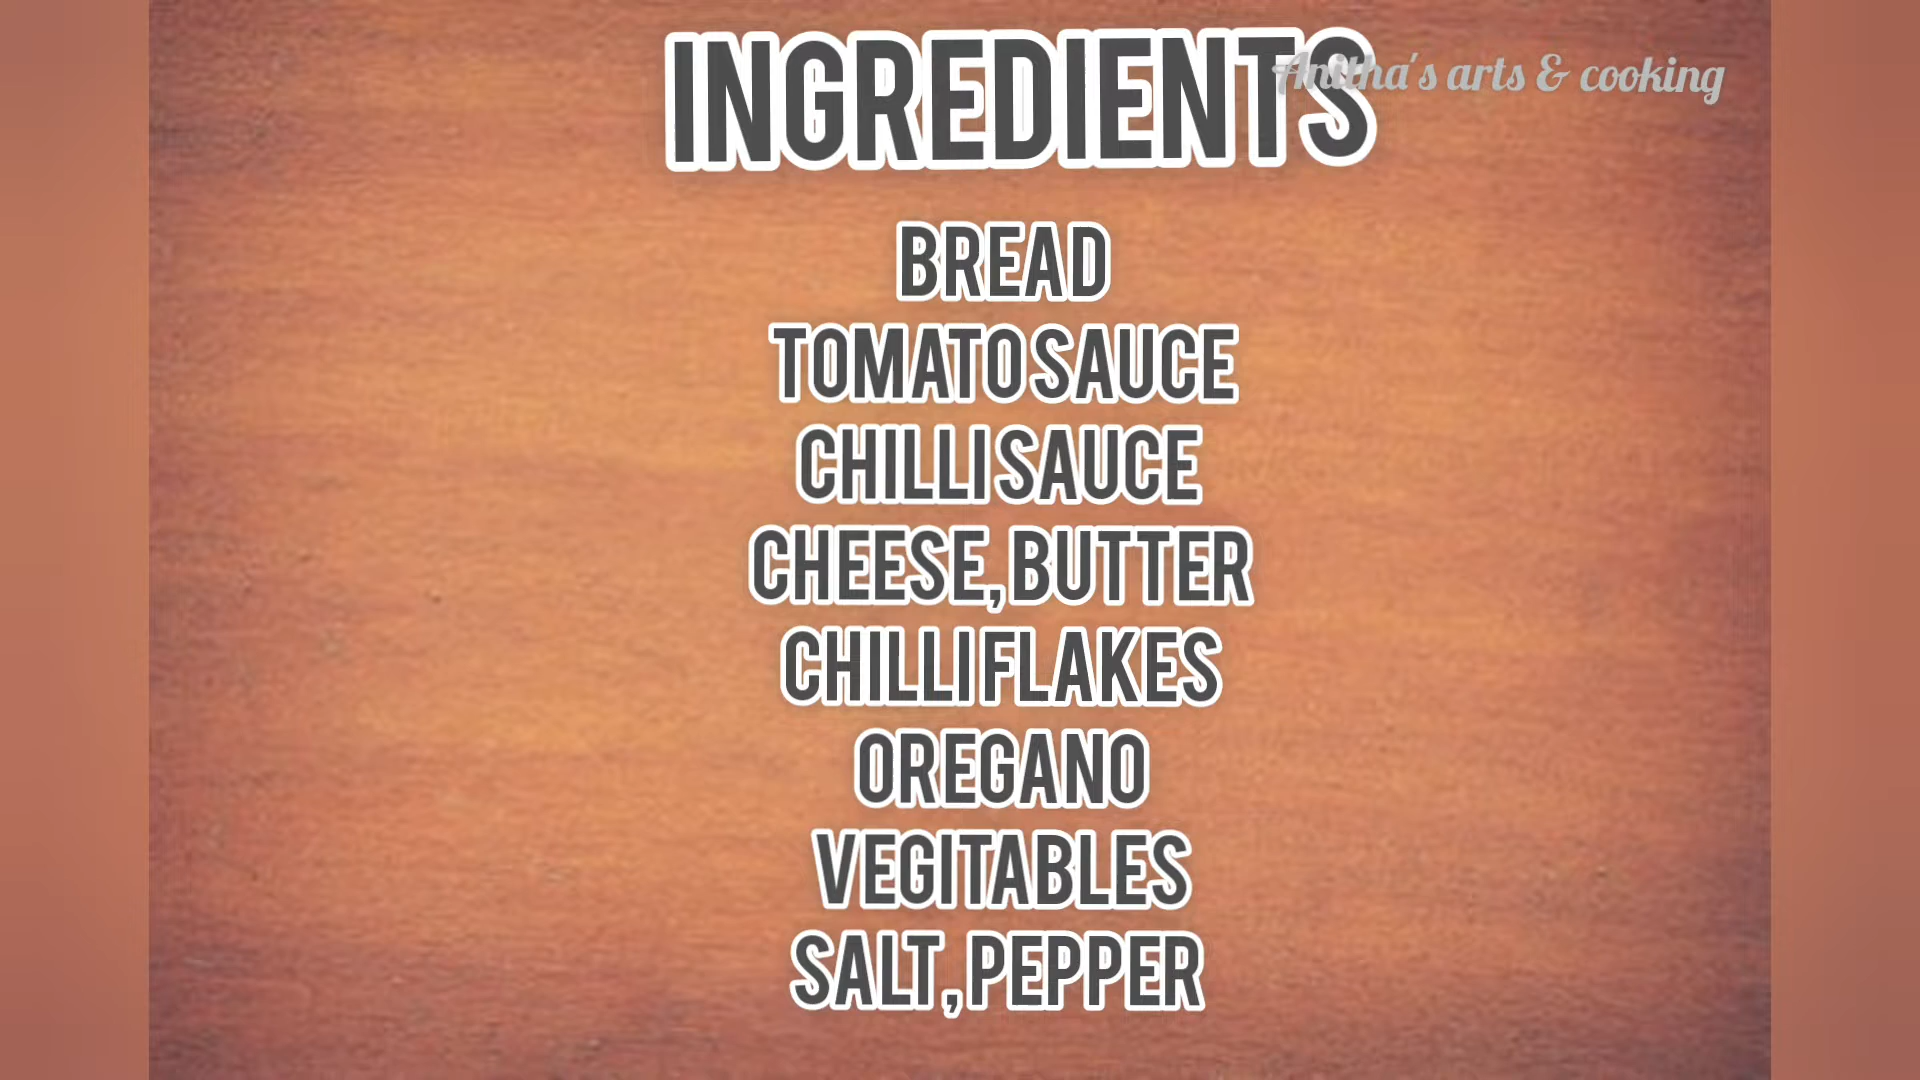 INGREDIENTS
Anitha's arts & cooking
BREAD
TOMATO SAUCE
CHILLI SAUCE
CHEESE, BUTTER
CHILLI FLAKES
OREGANO
VEGITABLES
SALT, PEPPER